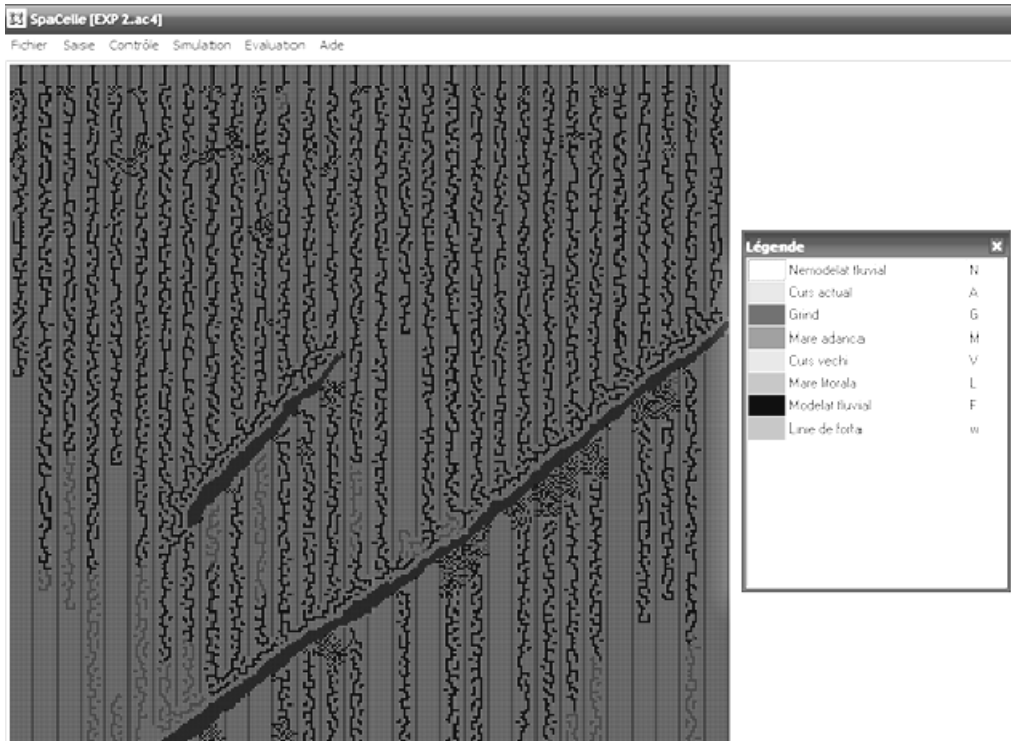 SpaCelle [EXP 2.ac4]
Fichier Saisie Contrôle Simulation Evaluation Aide
Légende x
Nemodelat fluvial N
Curs actual A
Grind G
Mare adanca M
Curs vechi V
Mare litorala L
Modelat fluvial F
Linie de forta w